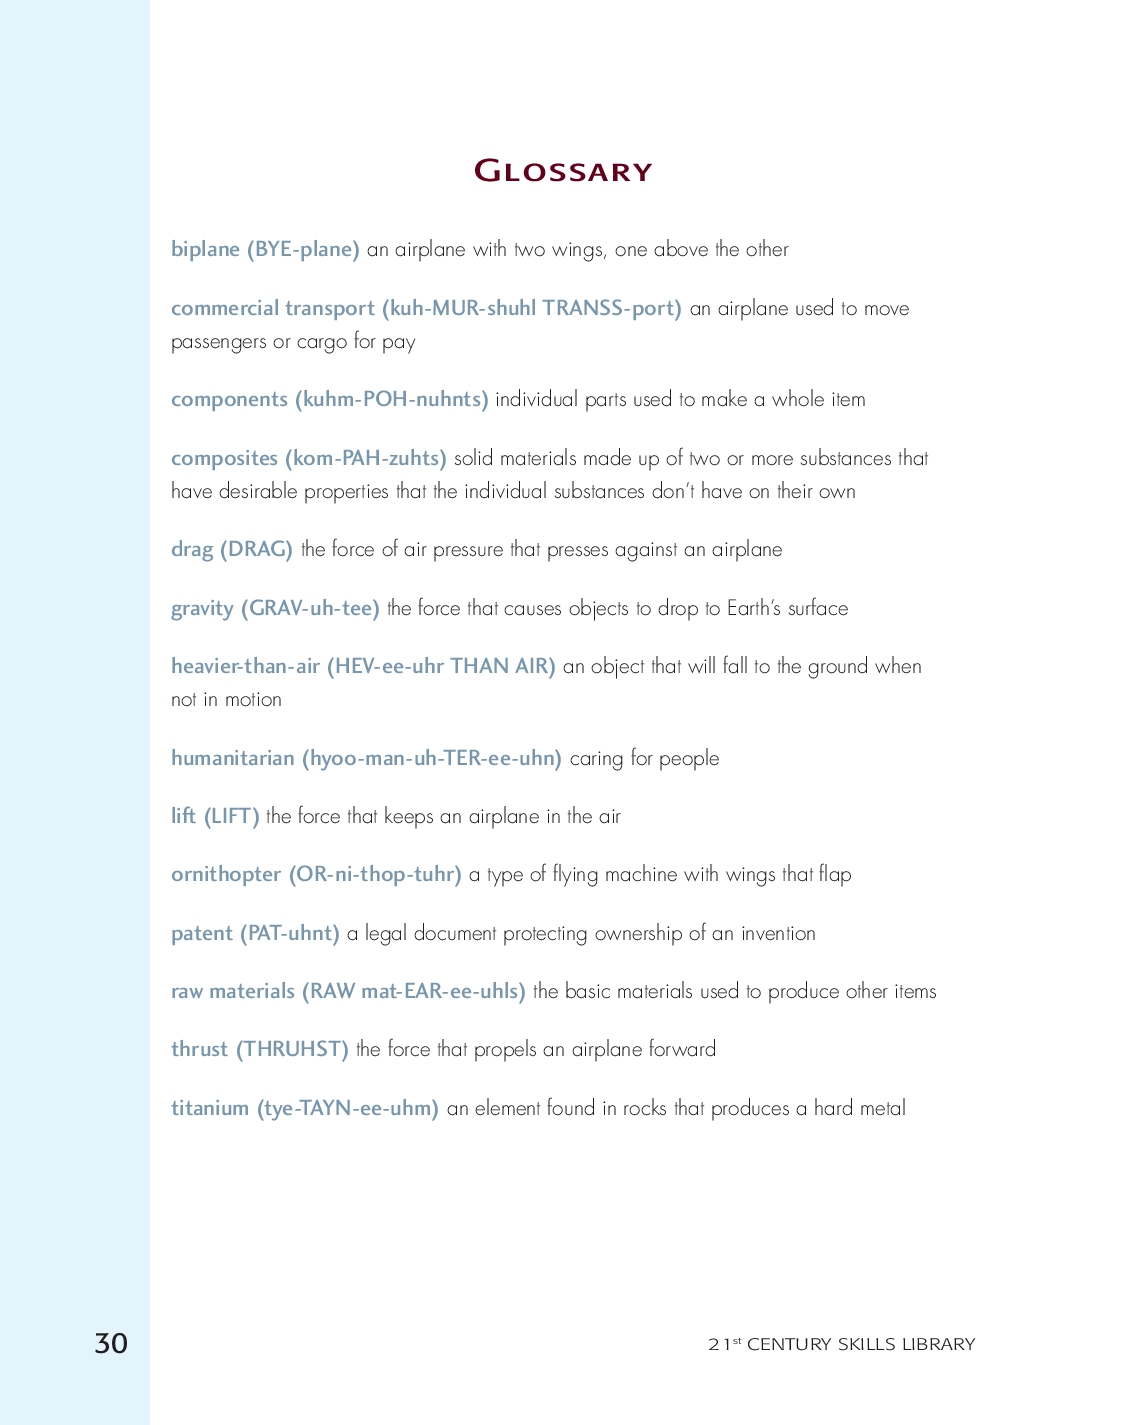 Glossary
biplane (BYE-plane) an airplane with two wings, one above the other
commercial transport (kuh-MUR-shuhl TRANSS-port) an airplane used to move
passengers or cargo for pay
components (kuhm-POH-nuhnts) individual parts used to make a whole item
composites (kom-PAH-zuhts) solid materials made up of two or more substances that
have desirable properties that the individual substances don’t have on their own
drag (DRAG) the force of air pressure that presses against an airplane
gravity (GRAV-uh-tee) the force that causes objects to drop to Earth’s surface
heavier-than-air (HEV-ee-uhr THAN AIR) an object that will fall to the ground when
not in motion
humanitarian (hyoo-man-uh-TER-ee-uhn) caring for people
lift (LIFT) the force that keeps an airplane in the air
ornithopter (OR-ni-thop-tuhr) a type of flying machine with wings that flap
patent (PAT-uhnt) a legal document protecting ownership of an invention
raw materials (RAW mat-EAR-ee-uhls) the basic materials used to produce other items
thrust (THRUHST) the force that propels an airplane forward
titanium (tye-TAYN-ee-uhm) an element found in rocks that produces a hard metal
30
21st CENTURY SKILLS LIBRARY